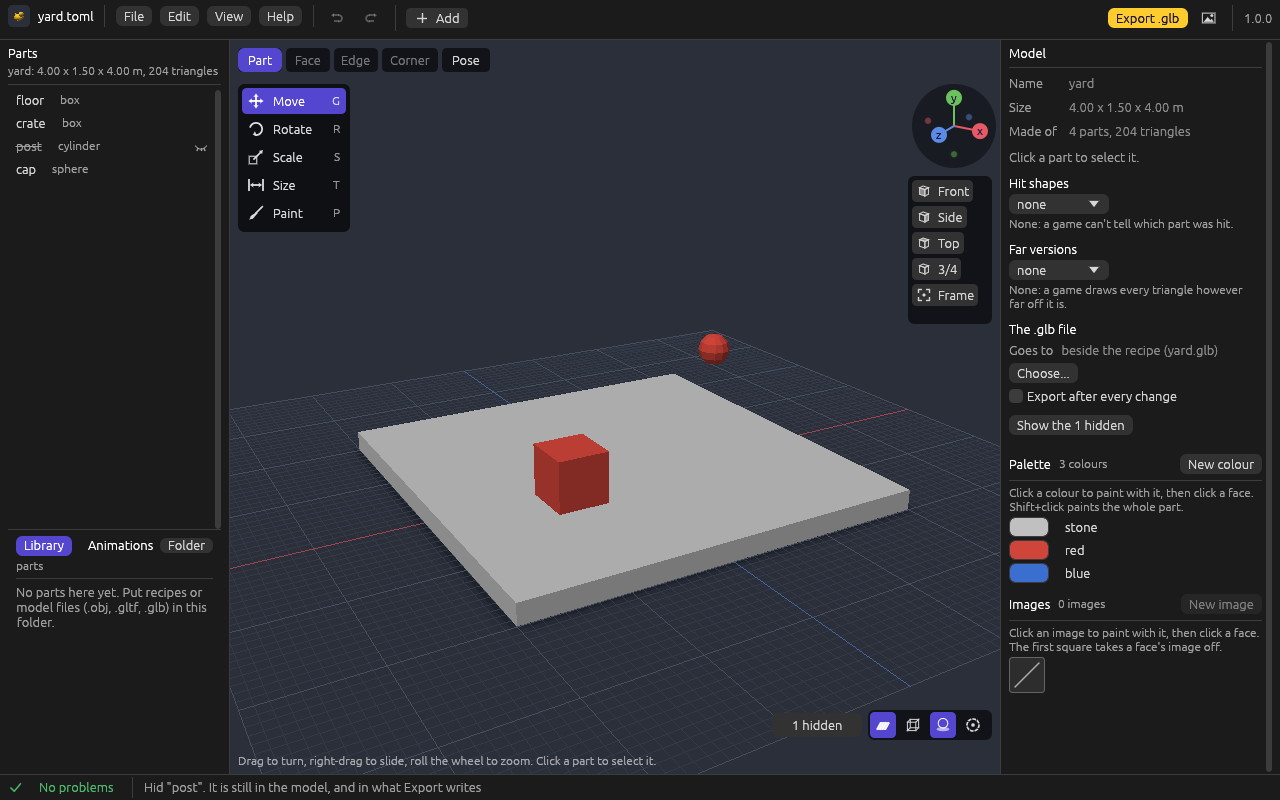 yard.toml File Edit View Help Add Export .glb 1.0.0
Parts
yard: 4.00 x 1.50 x 4.00 m, 204 triangles
floor box
crate box
post cylinder
cap sphere
Library Animations Folder
parts
No parts here yet. Put recipes or
model files (.obj, .gltf, .glb) in this
folder.
Part Face Edge Corner Pose
Move G
Rotate R
Scale S
Size T
Paint P
y
x
z
Front
Side
Top
3/4
Frame
1 hidden
Drag to turn, right-drag to slide, roll the wheel to zoom. Click a part to select it.
Model
Name yard
Size 4.00 x 1.50 x 4.00 m
Made of 4 parts, 204 triangles
Click a part to select it.
Hit shapes
none
None: a game can't tell which part was hit.
Far versions
none
None: a game draws every triangle however
far off it is.
The .glb file
Goes to beside the recipe (yard.glb)
Choose...
Export after every change
Show the 1 hidden
Palette 3 colours New colour
Click a colour to paint with it, then click a face.
Shift+click paints the whole part.
stone
red
blue
Images 0 images New image
Click an image to paint with it, then click a face.
The first square takes a face's image off.
No problems Hid "post". It is still in the model, and in what Export writes